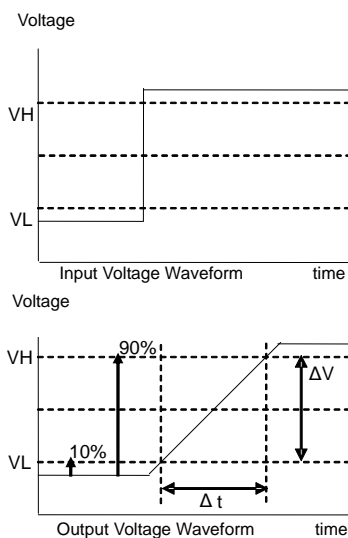 Voltage
VH
VL
Input Voltage Waveform time
Voltage
90%
VH
ΔV
10%
VL
Δ t
Output Voltage Waveform time